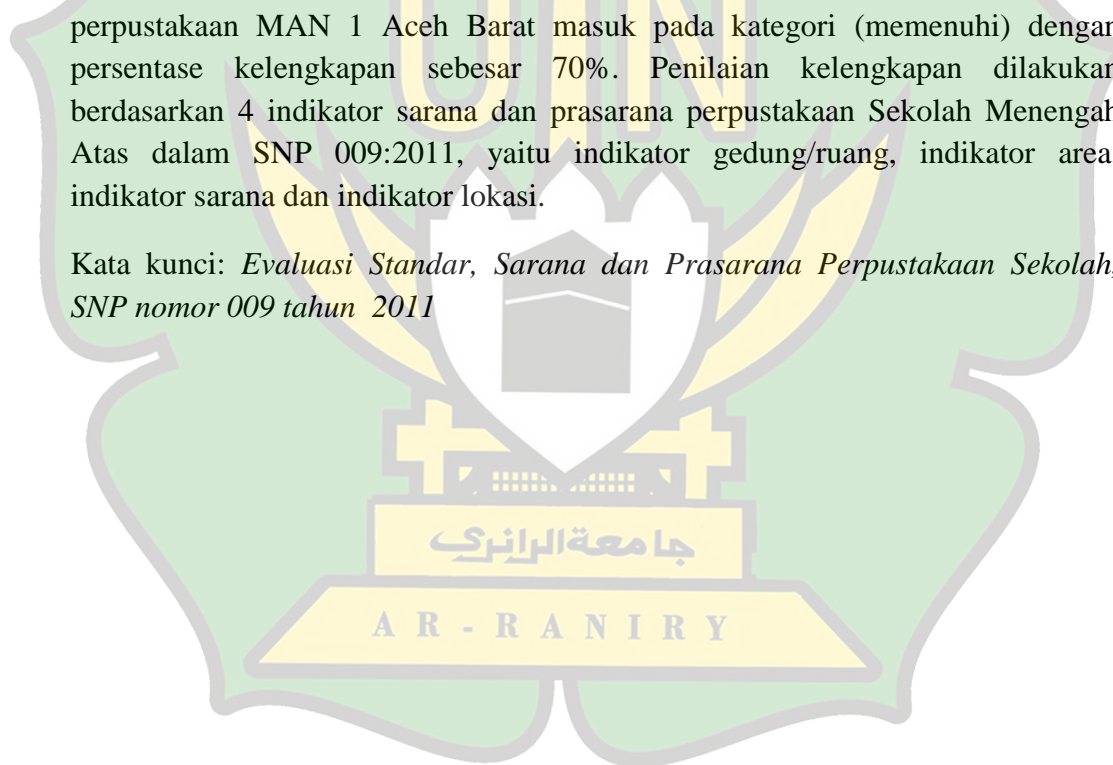 UIN
perpustakaan MAN 1 Aceh Barat masuk pada kategori (memenuhi) dengan
persentase kelengkapan sebesar 70%. Penilaian kelengkapan dilakukan
berdasarkan 4 indikator sarana dan prasarana perpustakaan Sekolah Menengah
Atas dalam SNP 009:2011, yaitu indikator gedung/ruang, indikator area
indikator sarana dan indikator lokasi.
Kata kunci: Evaluasi Standar, Sarana dan Prasarana Perpustakaan Sekolah,
SNP nomor 009 tahun 2011
جامعة الرانري
AR-RANIRY